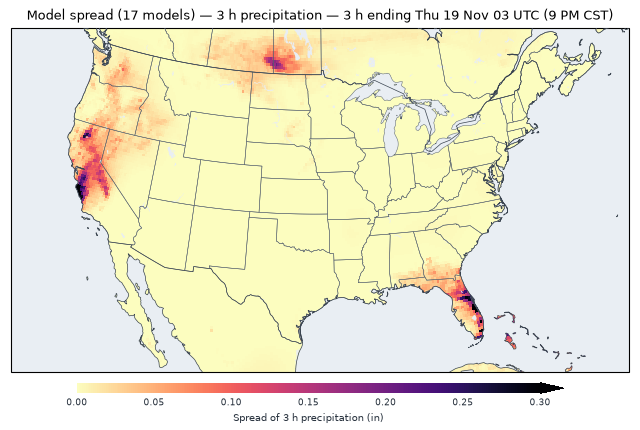 Model spread (17 models) — 3 h precipitation — 3 h ending Thu 19 Nov 03 UTC (9 PM CST)
0.00 0.05 0.10 0.15 0.20 0.25 0.30
Spread of 3 h precipitation (in)